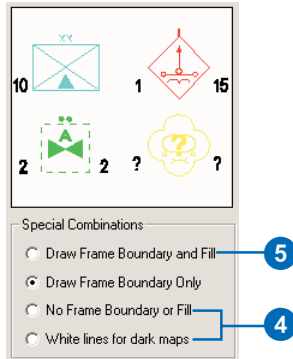 XX
10
1 15
A
2 2 ? ? ?
Special Combinations
Draw Frame Boundary and Fill 5
Draw Frame Boundary Only
No Frame Boundary or Fill
4
White lines for dark maps